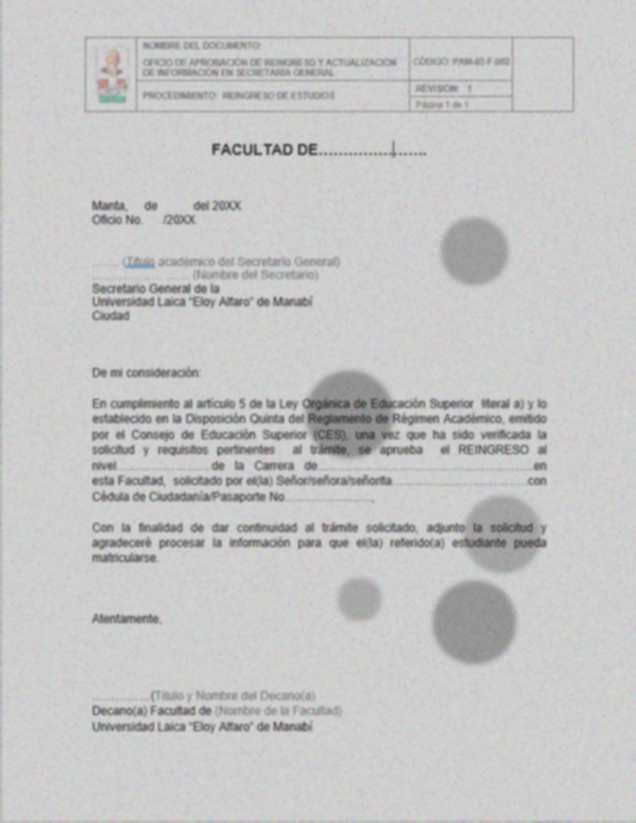 NOMBRE DEL DOCUMENTO:
OFICIO DE APROBACIÓN DE REINGRESO Y ACTUALIZACIÓN
DE INFORMACIÓN EN SECRETARÍA GENERAL
CÓDIGO: PAM-03-F-002
PROCEDIMIENTO: REINGRESO DE ESTUDIOS
REVISIÓN: 1
Página 1 de 1
FACULTAD DE......................
Manta, de del 20XX
Oficio No. /20XX
......... (Título académico del Secretario General)
................................. (Nombre del Secretario)
Secretario General de la
Universidad Laica “Eloy Alfaro” de Manabí
Ciudad
De mi consideración:
En cumplimiento al artículo 5 de la Ley Orgánica de Educación Superior literal a) y lo
establecido en la Disposición Quinta del Reglamento de Régimen Académico, emitido
por el Consejo de Educación Superior (CES), una vez que ha sido verificada la
solicitud y requisitos pertinentes al trámite, se aprueba el REINGRESO al
nivel..............................de la Carrera de......................................................................en
esta Facultad, solicitado por el(la) Señor/señora/señorita............................................con
Cédula de Ciudadanía/Pasaporte No............................
Con la finalidad de dar continuidad al trámite solicitado, adjunto la solicitud y
agradeceré procesar la información para que el(la) referido(a) estudiante pueda
matricularse.
Atentamente,
...................(Título y Nombre del Decano(a)
Decano(a) Facultad de (Nombre de la Facultad)
Universidad Laica “Eloy Alfaro” de Manabí